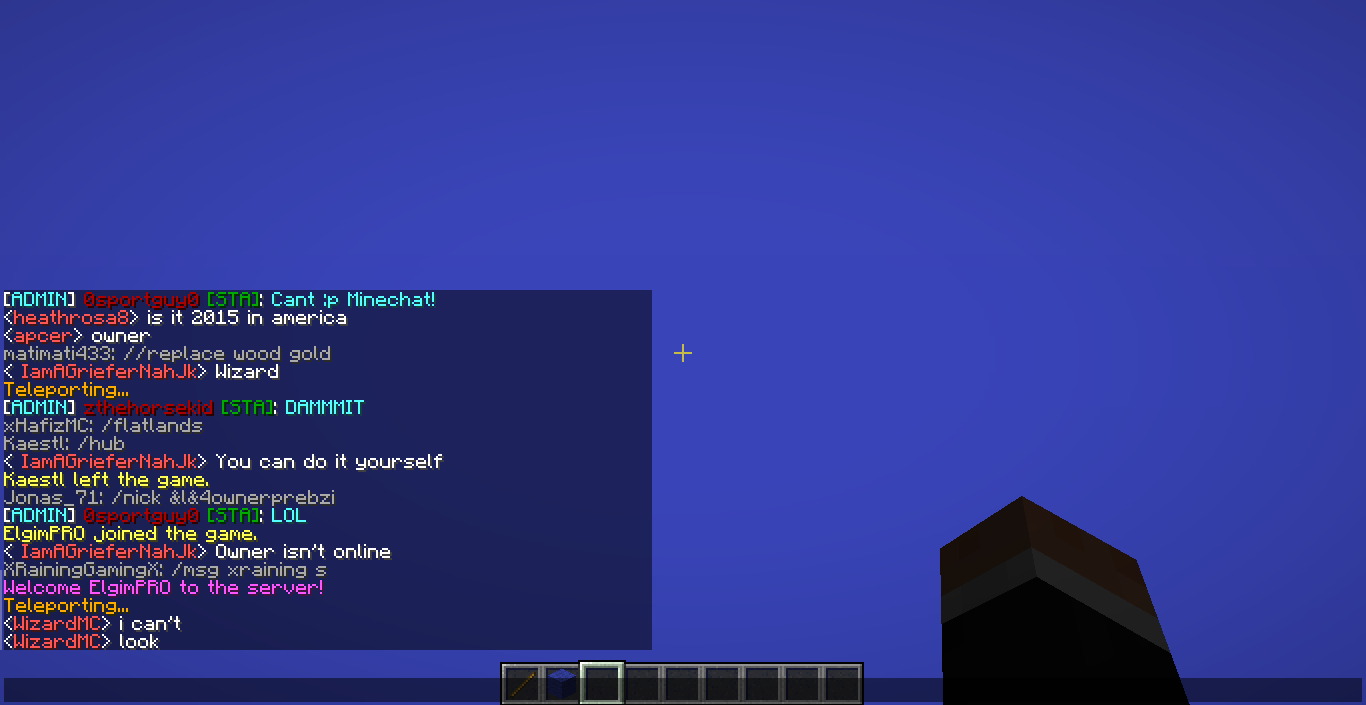 [ADMIN] 0sportguy0 [STA]: Cant :p Minechat!
<heathrosa8> is it 2015 in america
<apcer> owner
matimati433: //replace wood gold
< IamAGrieferNahJk> Wizard
Teleporting...
[ADMIN] zthehorsekid [STA]: DAMMMIT
xHafizMC: /flatlands
Kaestl: /hub
< IamAGrieferNahJk> You can do it yourself
Kaestl left the game.
Jonas_71: /nick &l&4ownerprebzi
[ADMIN] 0sportguy0 [STA]: LOL
ElgimPRO joined the game.
< IamAGrieferNahJk> Owner isn't online
XRainingGamingX: /msg xraining s
Welcome ElgimPRO to the server!
Teleporting...
<WizardMC> i can't
<WizardMC> look